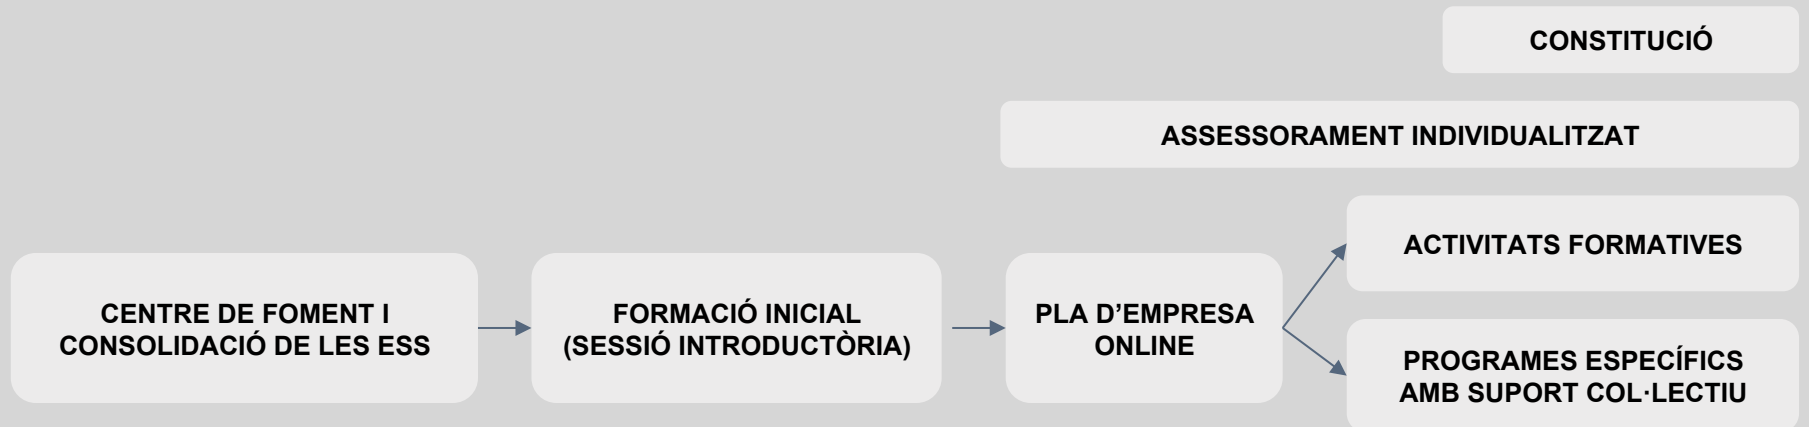 CONSTITUCIÓ
ASSESSORAMENT INDIVIDUALITZAT
ACTIVITATS FORMATIVES
CENTRE DE FOMENT I
CONSOLIDACIÓ DE LES ESS
FORMACIÓ INICIAL
(SESSIÓ INTRODUCTÒRIA)
PLA D’EMPRESA
ONLINE
PROGRAMES ESPECÍFICS
AMB SUPORT COL·LECTIU